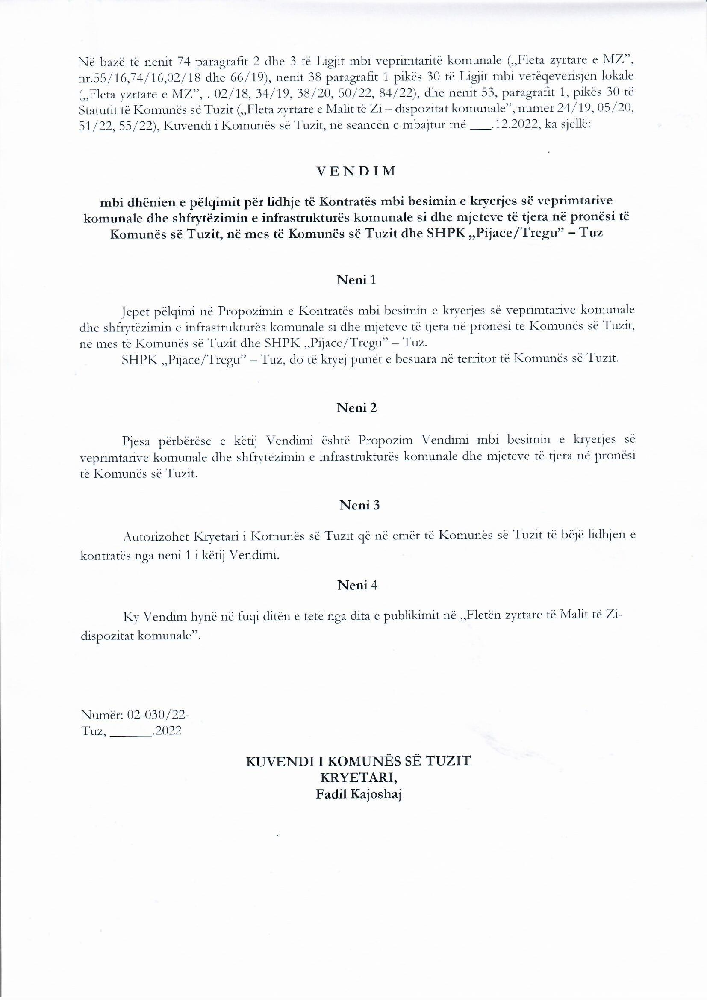 Në bazë të nenit 74 paragrafit 2 dhe 3 të Ligjit mbi veprimtaritë komunale („Fleta zyrtare e MZ”,
nr.55/16,74/16,02/18 dhe 66/19), nenit 38 paragrafit 1 pikës 30 të Ligjit mbi vetëqeverisjen lokale
(„Fleta yzrtare e MZ”, . 02/18, 34/19, 38/20, 50/22, 84/22), dhe nenit 53, paragrafit 1, pikës 30 të
Statutit të Komunës së Tuzit („Fleta zyrtare e Malit të Zi – dispozitat komunale”, numër 24/19, 05/20,
51/22, 55/22), Kuvendi i Komunës së Tuzit, në seancën e mbajtur më ___.12.2022, ka sjellë:
V E N D I M
mbi dhënien e pëlqimit për lidhje të Kontratës mbi besimin e kryerjes së veprimtarive
komunale dhe shfrytëzimin e infrastrukturës komunale si dhe mjeteve të tjera në pronësi të
Komunës së Tuzit, në mes të Komunës së Tuzit dhe SHPK „Pijace/Tregu” – Tuz
Neni 1
Jepet pëlqimi në Propozimin e Kontratës mbi besimin e kryerjes së veprimtarive komunale
dhe shfrytëzimin e infrastrukturës komunale si dhe mjeteve të tjera në pronësi të Komunës së Tuzit,
në mes të Komunës së Tuzit dhe SHPK „Pijace/Tregu” – Tuz.
SHPK „Pijace/Tregu” – Tuz, do të kryej punët e besuara në territor të Komunës së Tuzit.
Neni 2
Pjesa përbërëse e këtij Vendimi është Propozim Vendimi mbi besimin e kryerjes së
veprimtarive komunale dhe shfrytëzimin e infrastrukturës komunale dhe mjeteve të tjera në pronësi
të Komunës së Tuzit.
Neni 3
Autorizohet Kryetari i Komunës së Tuzit që në emër të Komunës së Tuzit të bëjë lidhjen e
kontratës nga neni 1 i këtij Vendimi.
Neni 4
Ky Vendim hynë në fuqi ditën e tetë nga dita e publikimit në „Fletën zyrtare të Malit të Zi-
dispozitat komunale”.
Numër: 02-030/22-
Tuz, ______.2022
KUVENDI I KOMUNËS SË TUZIT
KRYETARI,
Fadil Kajoshaj